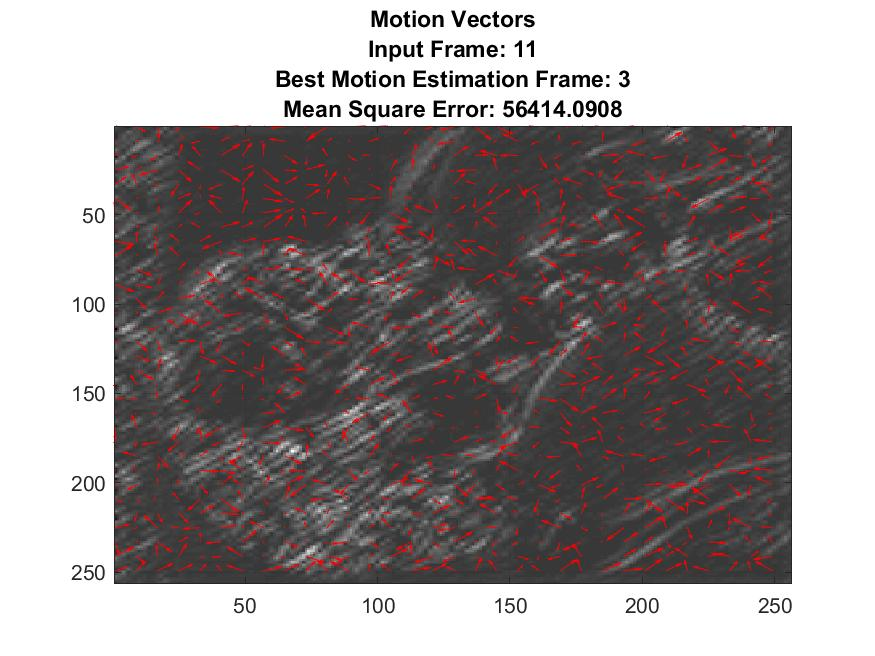 Motion Vectors
Input Frame: 11
Best Motion Estimation Frame: 3
Mean Square Error: 56414.0908
50
100
150
200
250
50
100
150
200
250